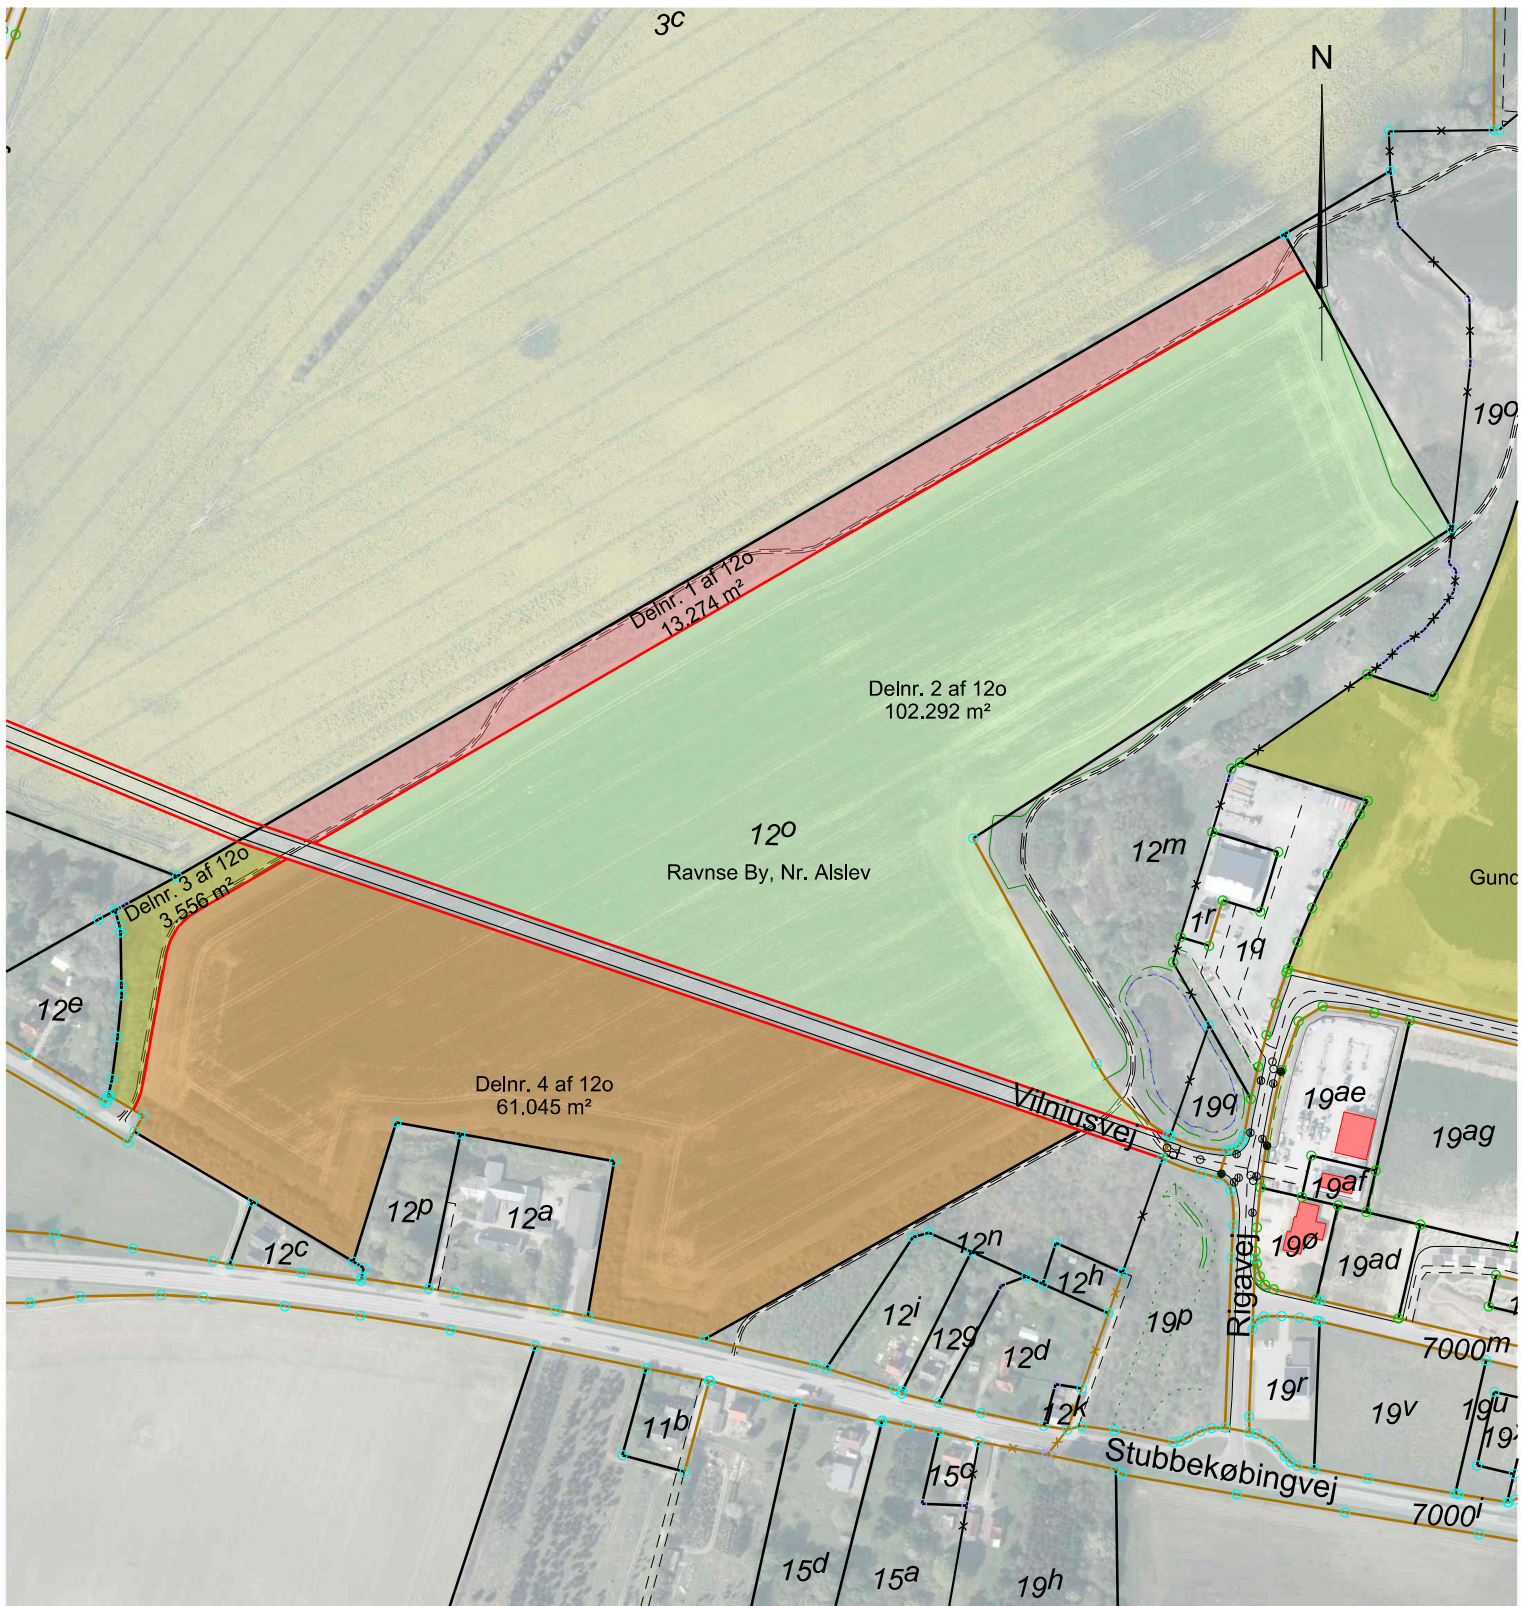 3c
N
19o
Delnr. 1 af 12o
13.274 m²
Delnr. 2 af 12o
102.292 m²
12o
Ravnse By, Nr. Alslev
12m
Gund
Delnr. 3 af 12o
3.556 m²
1r
1q
12e
Delnr. 4 af 12o
61.045 m²
Vilniusvej
19q
19ae
19ag
19af
12p
12a
12c
12n
12h
19ø
19ad
12i
12g
12d
19p
Rigavej
7000m
19r
19v
19u
12k
11b
Stubbekøbingvej
15c
7000i
15d
15a
19h